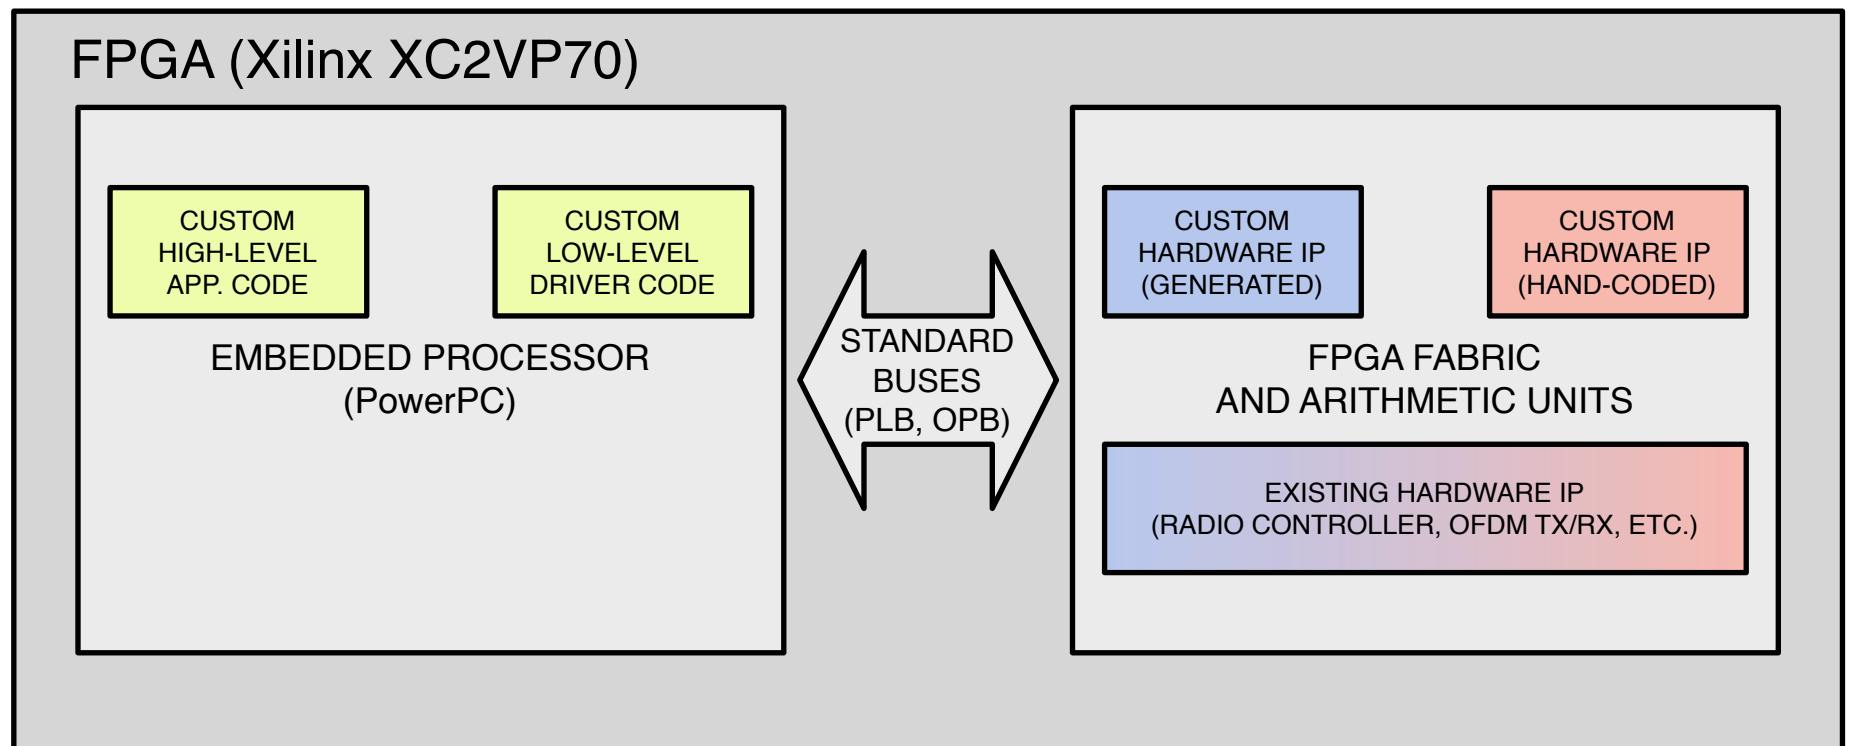 FPGA (Xilinx XC2VP70)
CUSTOM
HIGH-LEVEL
APP. CODE
CUSTOM
LOW-LEVEL
DRIVER CODE
EMBEDDED PROCESSOR
(PowerPC)
STANDARD
BUSES
(PLB, OPB)
CUSTOM
HARDWARE IP
(GENERATED)
CUSTOM
HARDWARE IP
(HAND-CODED)
FPGA FABRIC
AND ARITHMETIC UNITS
EXISTING HARDWARE IP
(RADIO CONTROLLER, OFDM TX/RX, ETC.)